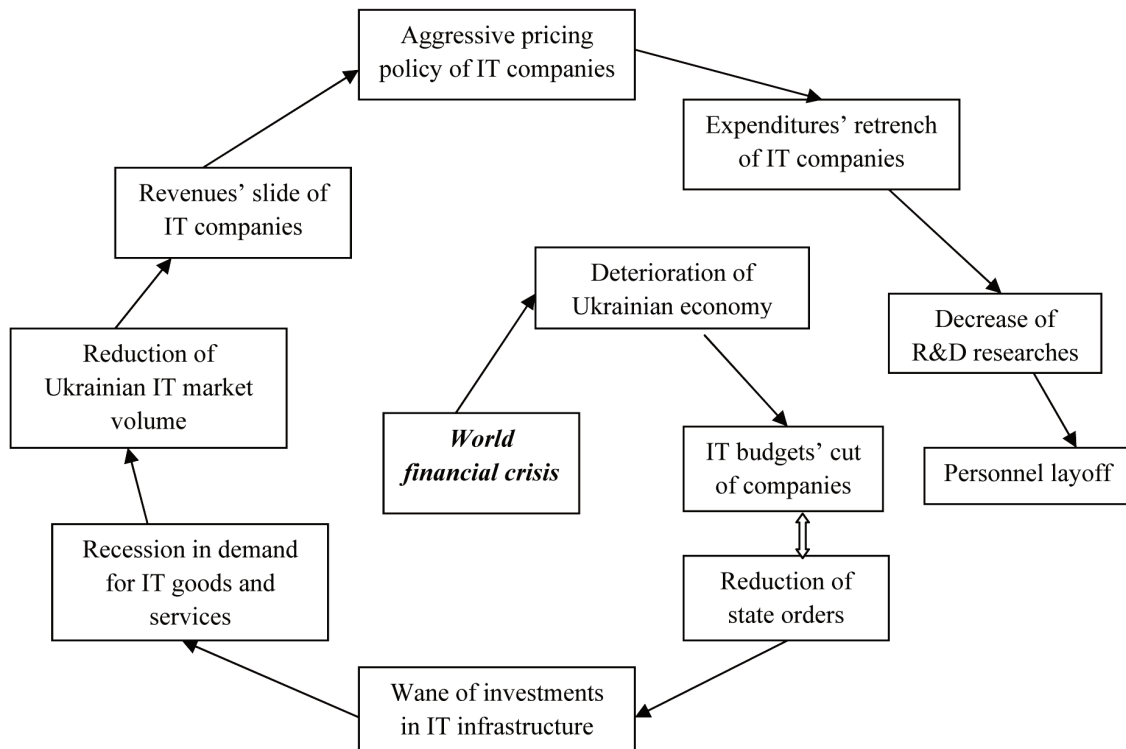 Aggressive pricing
policy of IT companies
Expenditures’ retrench
of IT companies
Revenues’ slide of
IT companies
Deterioration of
Ukrainian economy
Decrease of
R&D researches
Reduction of
Ukrainian IT market
volume
World
financial crisis
IT budgets’ cut
of companies
Personnel layoff
Recession in demand
for IT goods and
services
Reduction of
state orders
Wane of investments
in IT infrastructure